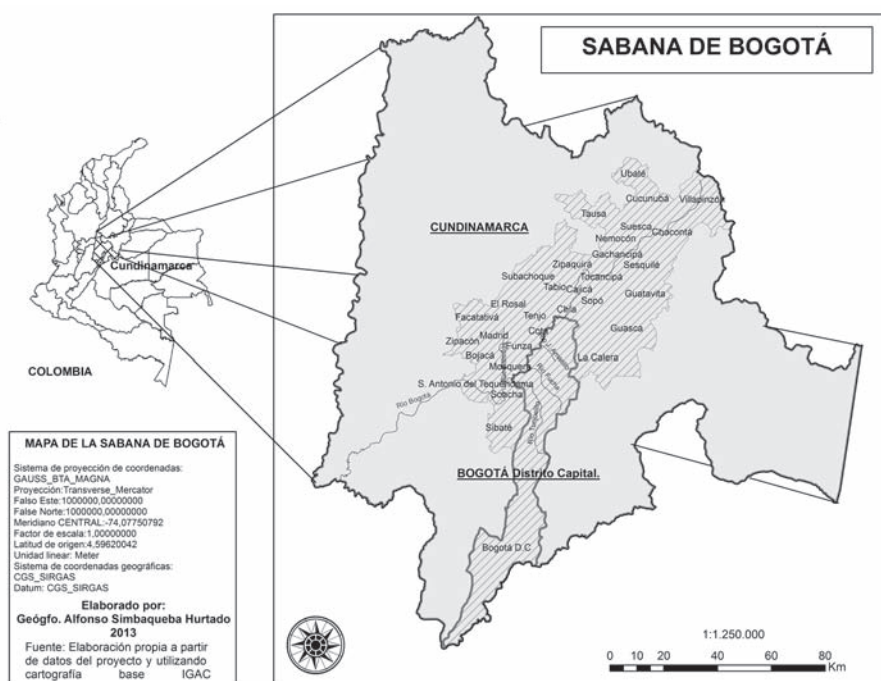 SABANA DE BOGOTÁ
Ubaté
Cucunubá
Villapinzón
Tausa
CUNDINAMARCA
Suesca
Chocontá
Nemocón
Gachancipá
Zipaquirá
Sesquilé
Subachoque
Tocancipá
Tabio
Cajicá
Guatavita
Sopó
El Rosal
Chía
Facatativá
Tenjo
Guasca
Madrid
Cota
Zipacón
Funza
Bojacá
La Calera
Mosquera
S. Antonio del Tequendama
Soacha
Río Bogotá
Río Fucha
Río Tunjuelito
Sibaté
BOGOTÁ Distrito Capital.
Bogotá D.C
Cundinamarca
COLOMBIA
MAPA DE LA SABANA DE BOGOTÁ
Sistema de proyección de coordenadas:
GAUSS_BTA_MAGNA
Proyección:Transverse_Mercator
Falso Este:1000000,00000000
False Norte:1000000,00000000
Meridiano CENTRAL:-74,07750792
Factor de escala:1,00000000
Latitud de origen:4,59620042
Unidad linear: Meter
Sistema de coordenadas geográficas:
CGS_SIRGAS
Datum: CGS_SIRGAS
Elaborado por:
Geógfo. Alfonso Simbaqueba Hurtado
2013
Fuente: Elaboración propia a partir
de datos del proyecto y utilizando
cartografía base IGAC
1:1.250.000
0 10 20 40 60 80
Km